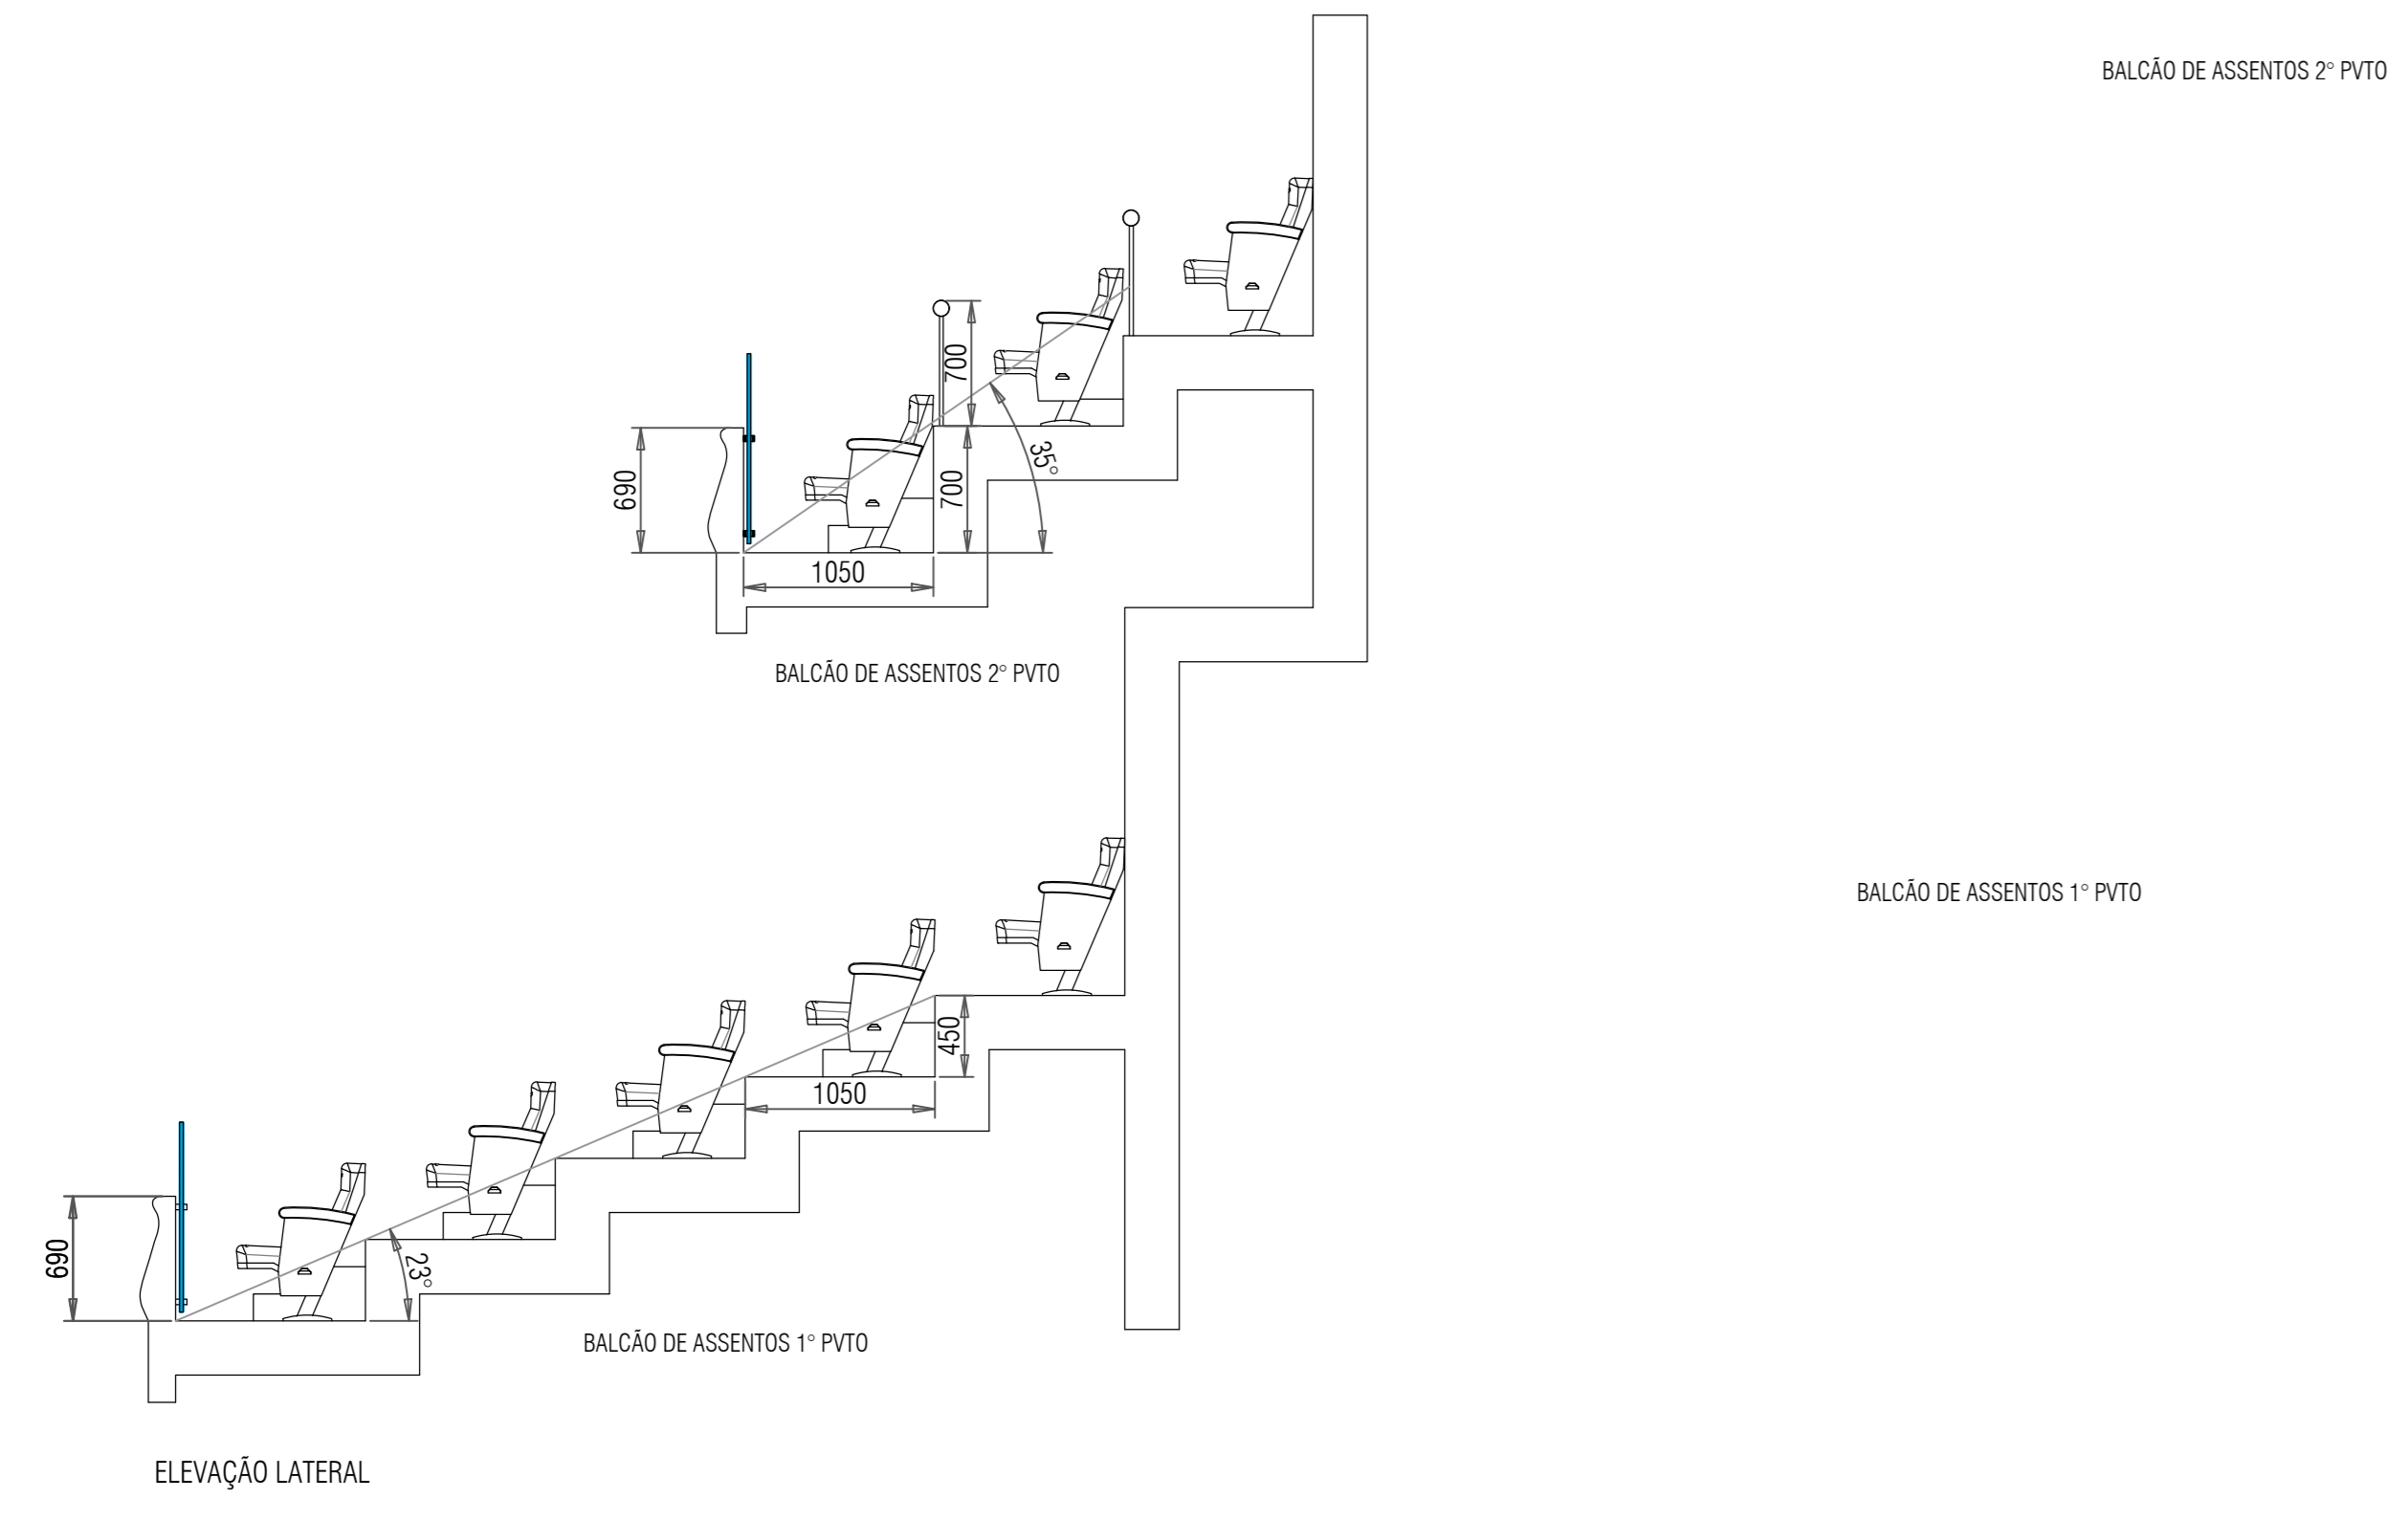 BALCÃO DE ASSENTOS 2° PVTO
700
690
700
35°
1050
BALCÃO DE ASSENTOS 2° PVTO
BALCÃO DE ASSENTOS 1° PVTO
450
1050
690
23°
BALCÃO DE ASSENTOS 1° PVTO
ELEVAÇÃO LATERAL